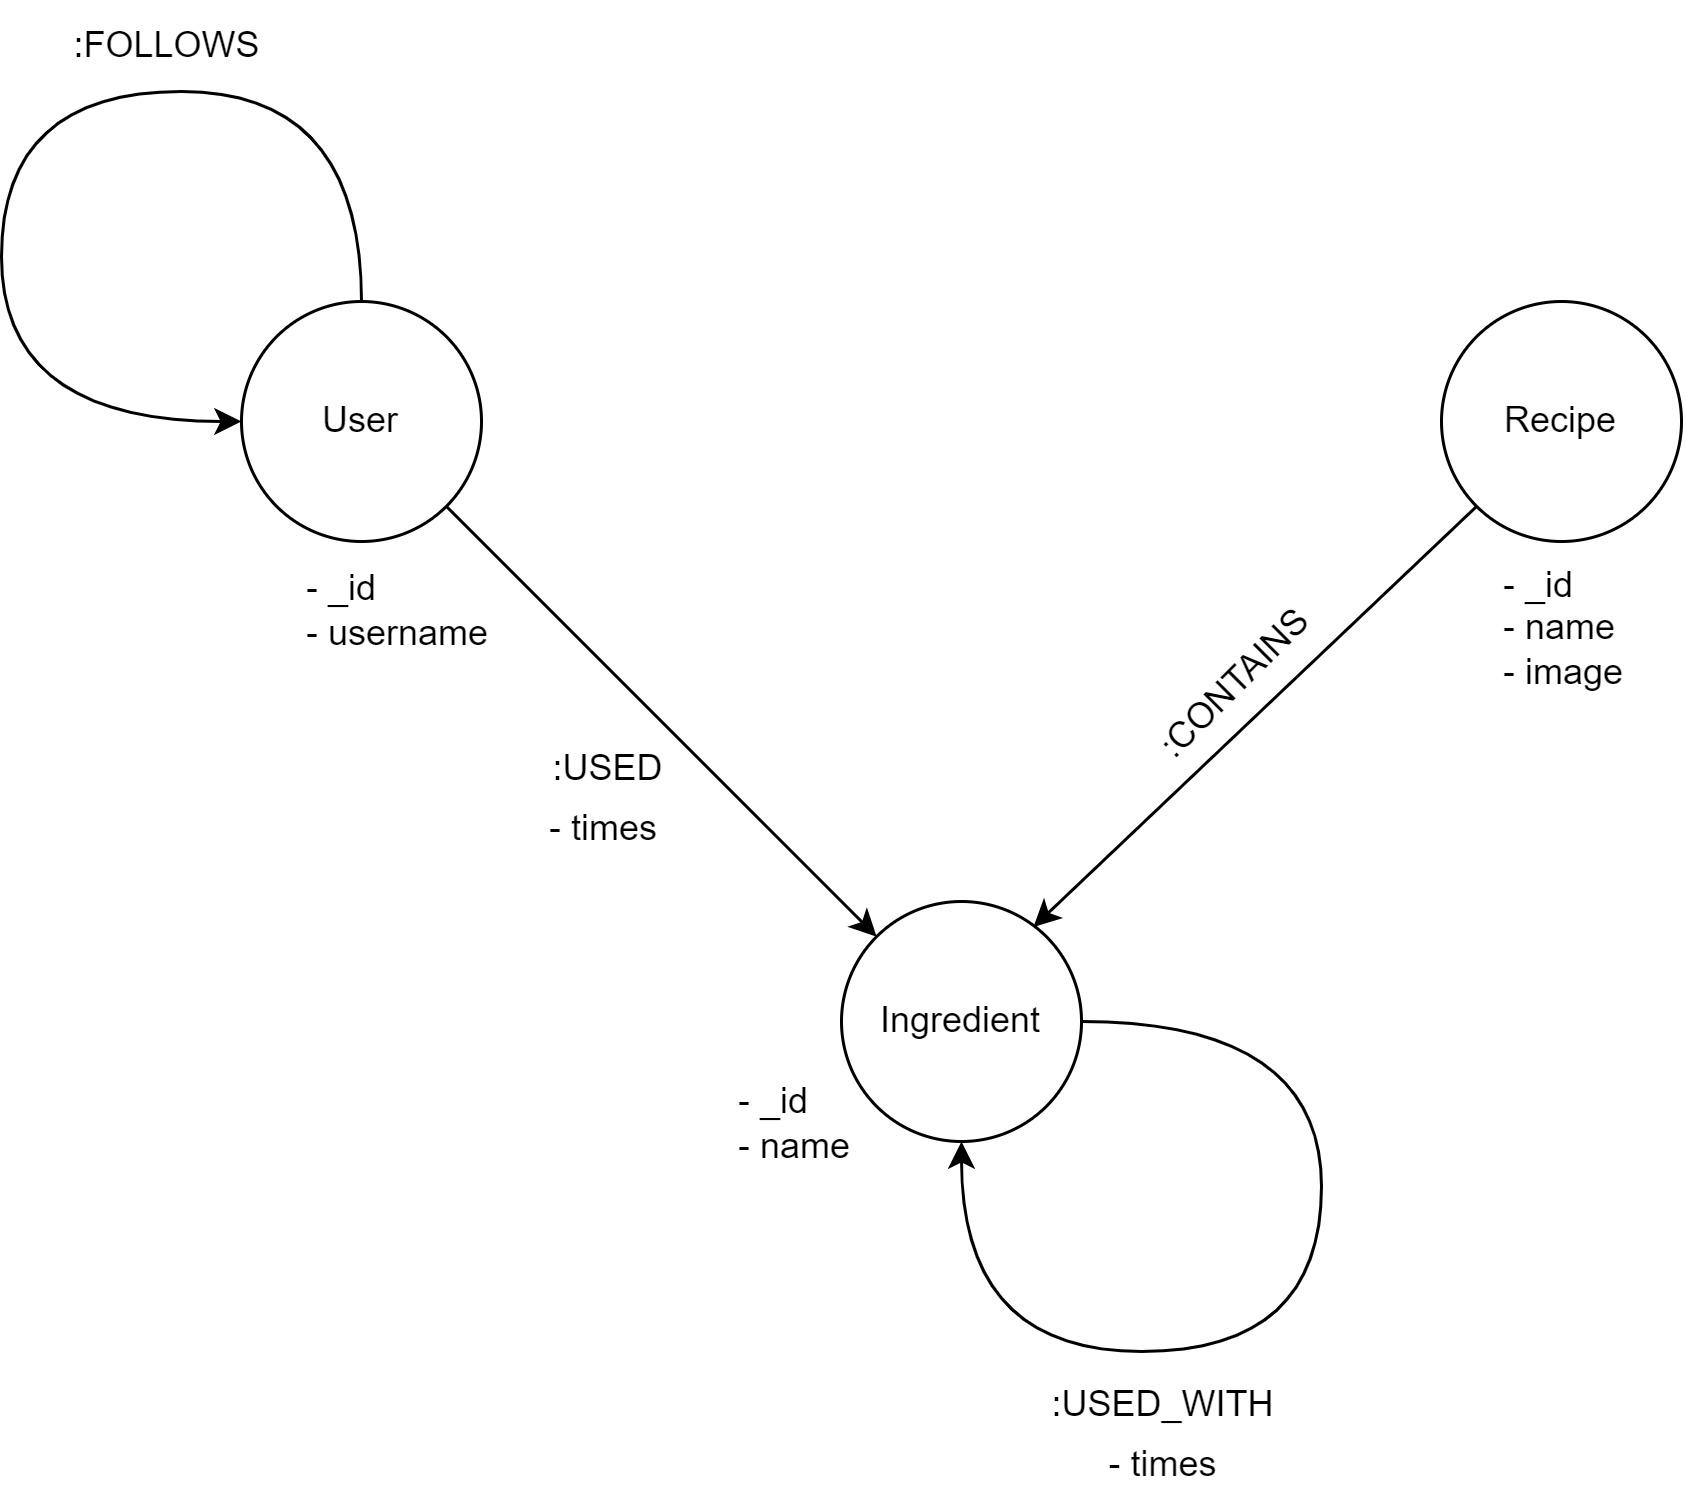 :FOLLOWS
User
- _id
- username
Recipe
- _id
- name
- image
:USED
- times
:CONTAINS
Ingredient
- _id
- name
:USED_WITH
- times